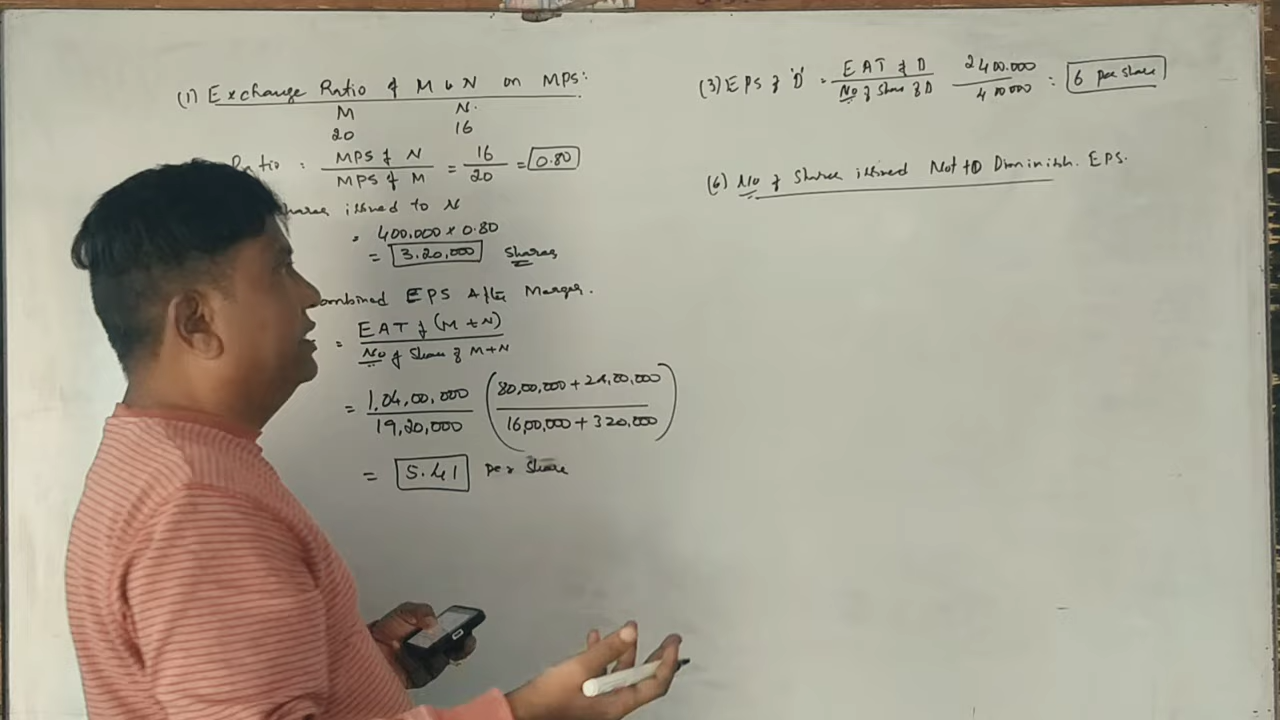 (1) Exchange Ratio of M & N on MPS:
M N.
20 16
Ratio : MPS of N / MPS of M = 16 / 20 = 0.80
Shares issued to N
= 400,000 × 0.80
= 3,20,000 Shares
Combined EPS After Merger.
= EAT of (M + N) / No of Share of M+N
= 1,04,00,000 / 19,20,000 (80,00,000 + 24,00,000 / 16,00,000 + 320,000)
= 5.41 per Share
(3) EPS of 'D' = EAT of D / No of Share of D 2400.000 / 400000 = 6 per share
(6) No of Shares issued Not to Diminish. EPS.